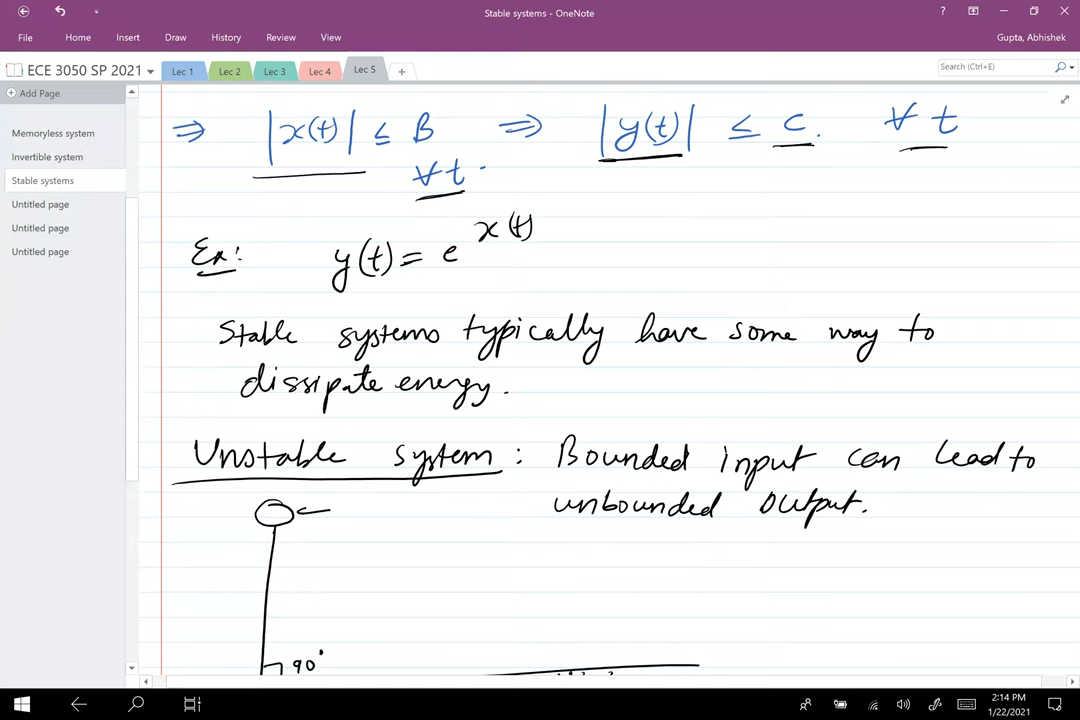 Stable systems - OneNote
?
File Home Insert Draw History Review View
Gupta, Abhishek
ECE 3050 SP 2021
Lec 1 Lec 2 Lec 3 Lec 4 Lec 5 +
Search (Ctrl+E)
Add Page
Memoryless system
Invertible system
Stable systems
Untitled page
Untitled page
Untitled page
⇒ |x(t)| ≤ B ⇒ |y(t)| ≤ C. ∀ t
∀ t.
Ex: y(t) = e^x(t)
Stable systems typically have some way to
dissipate energy.
Unstable system: Bounded input can lead to
unbounded output.
90°
2:14 PM
1/22/2021